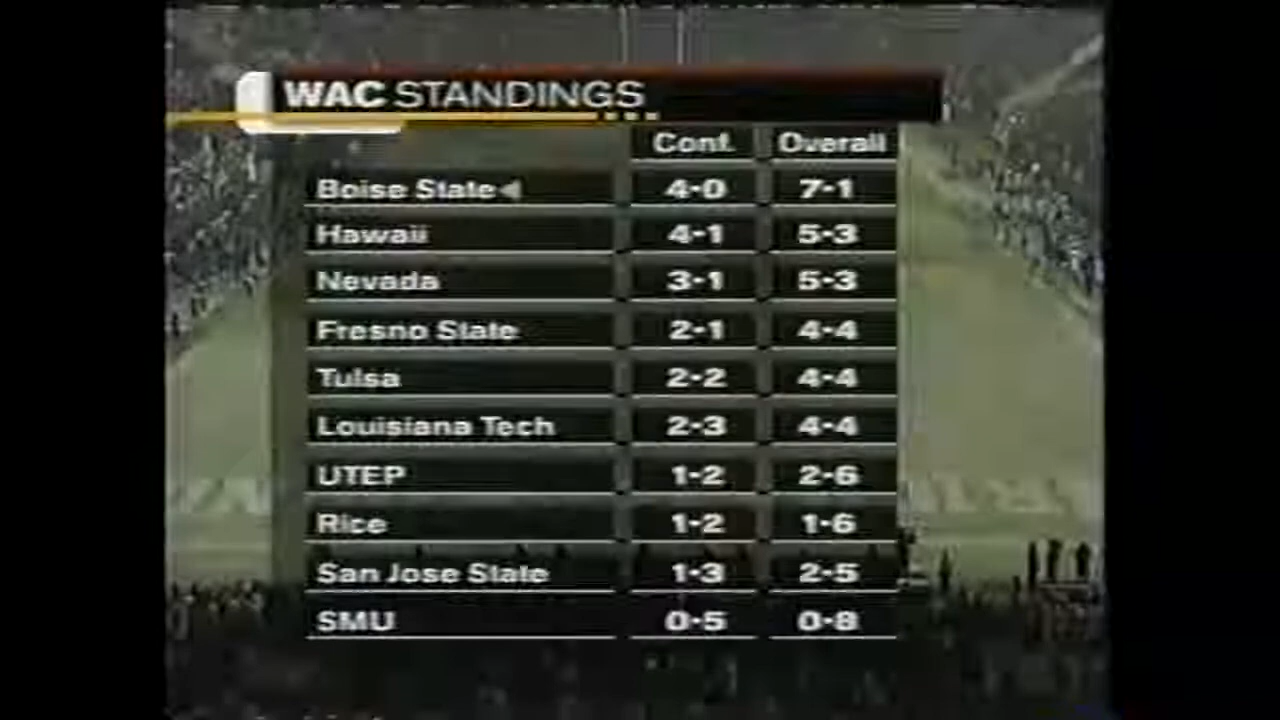 WAC STANDINGS
Conf. Overall
Boise State 4-0 7-1
Hawaii 4-1 5-3
Nevada 3-1 5-3
Fresno State 2-1 4-4
Tulsa 2-2 4-4
Louisiana Tech 2-3 4-4
UTEP 1-2 2-6
Rice 1-2 1-6
San Jose State 1-3 2-5
SMU 0-5 0-8